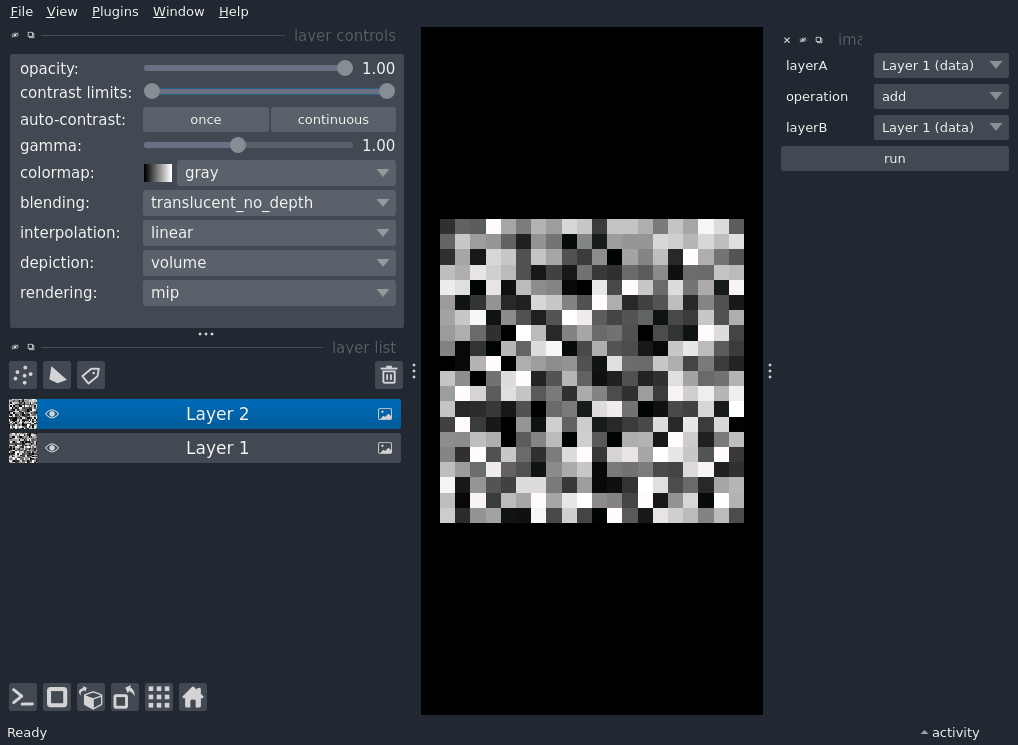 File View Plugins Window Help
layer controls
opacity: 1.00
contrast limits:
auto-contrast: once continuous
gamma: 1.00
colormap: gray
blending: translucent_no_depth
interpolation: linear
depiction: volume
rendering: mip
layer list
Layer 2
Layer 1
ima
layerA Layer 1 (data)
operation add
layerB Layer 1 (data)
run
Ready
activity